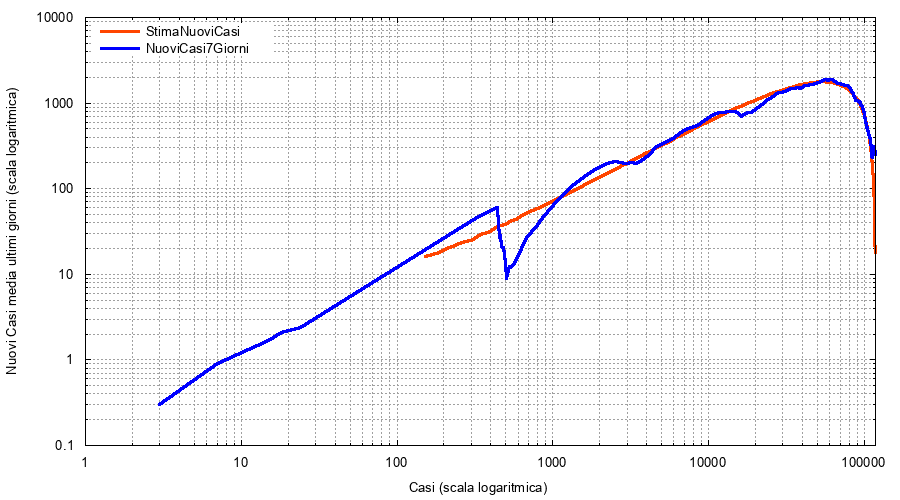 10000
1000
100
10
1
0.1
StimaNuoviCasi
NuoviCasi7Giorni
Nuovi Casi media ultimi giorni (scala logaritmica)
1 10 100 1000 10000 100000
Casi (scala logaritmica)